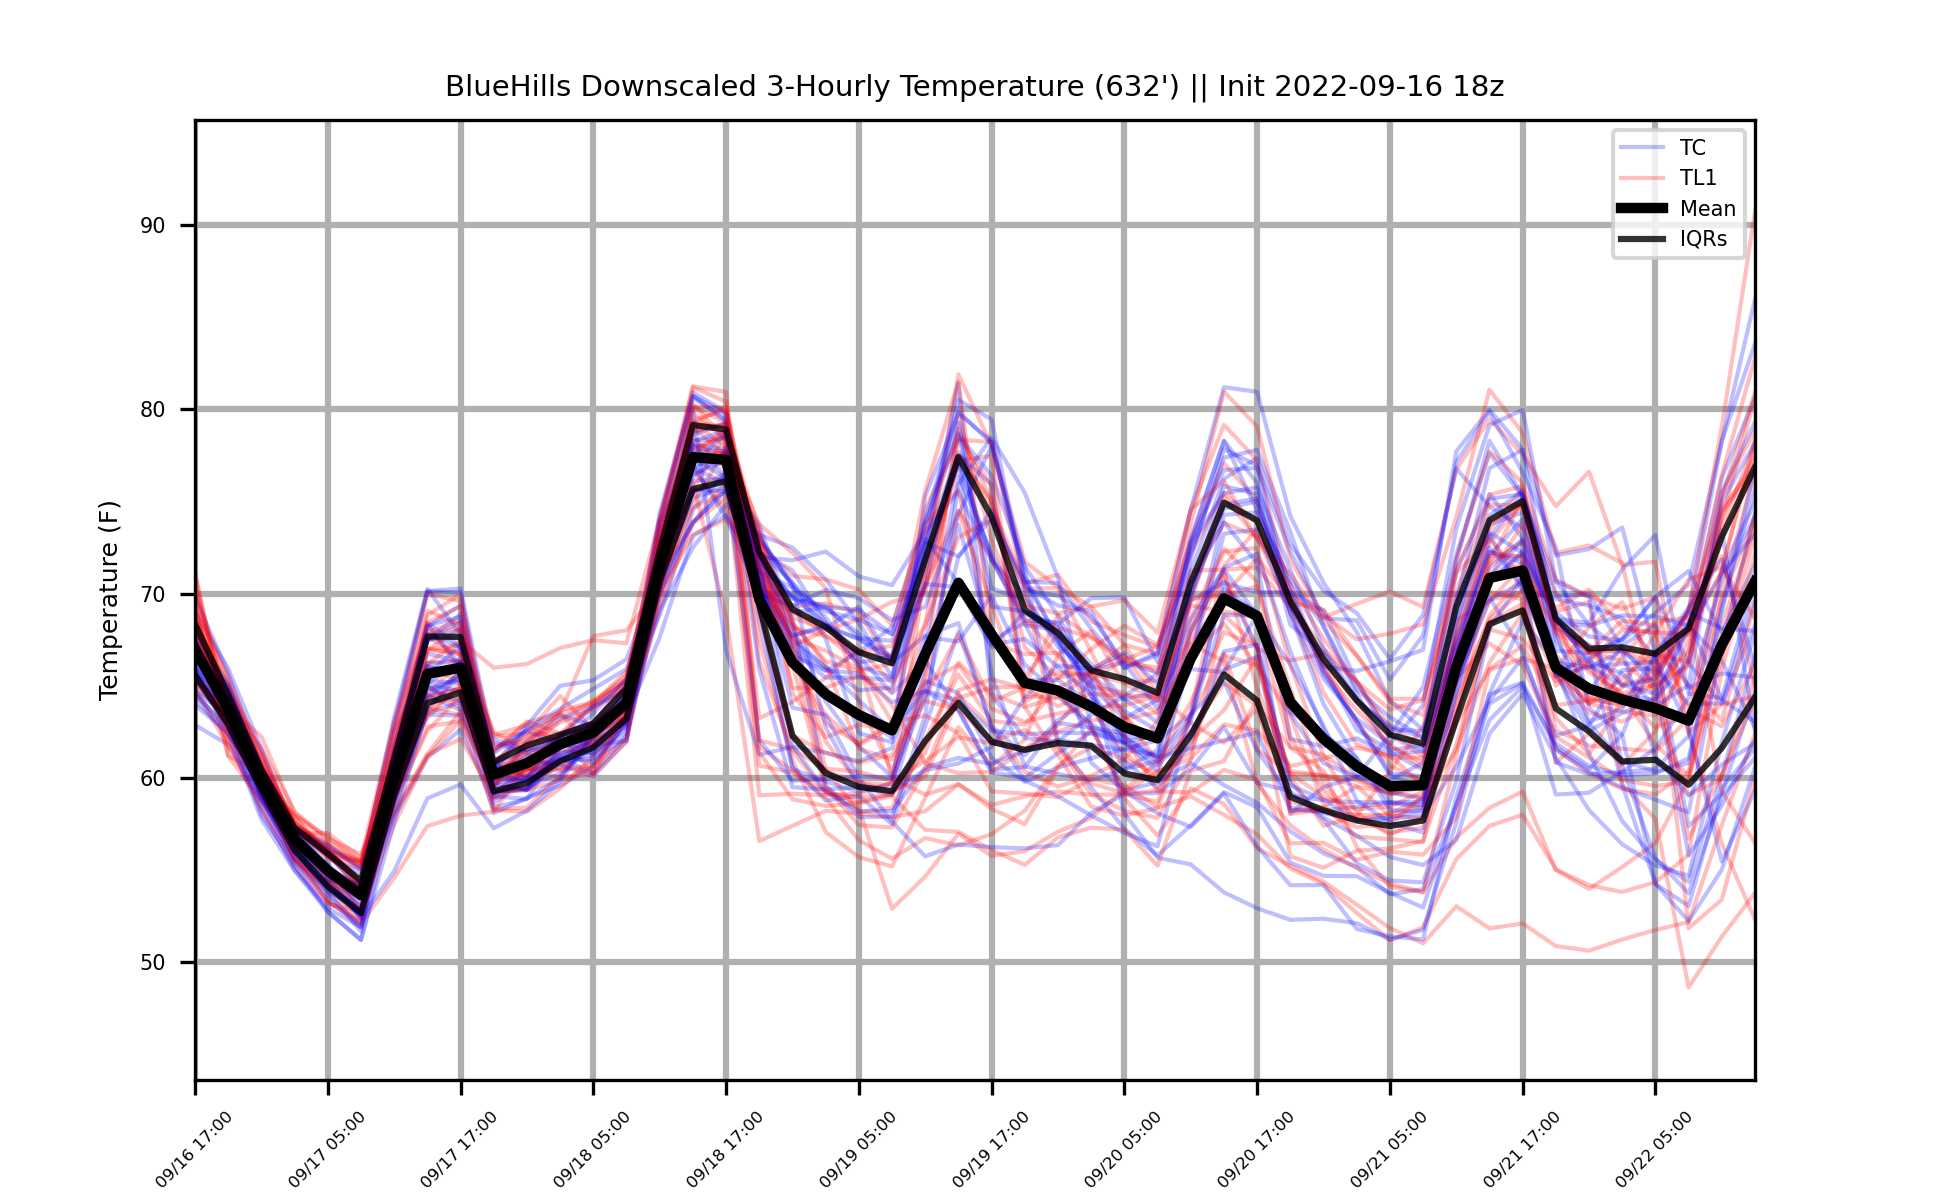 BlueHills Downscaled 3-Hourly Temperature (632') || Init 2022-09-16 18z
TC
TL1
Mean
IQRs
Temperature (F)
90
80
70
60
50
09/16 17:00
09/17 05:00
09/17 17:00
09/18 05:00
09/18 17:00
09/19 05:00
09/19 17:00
09/20 05:00
09/20 17:00
09/21 05:00
09/21 17:00
09/22 05:00